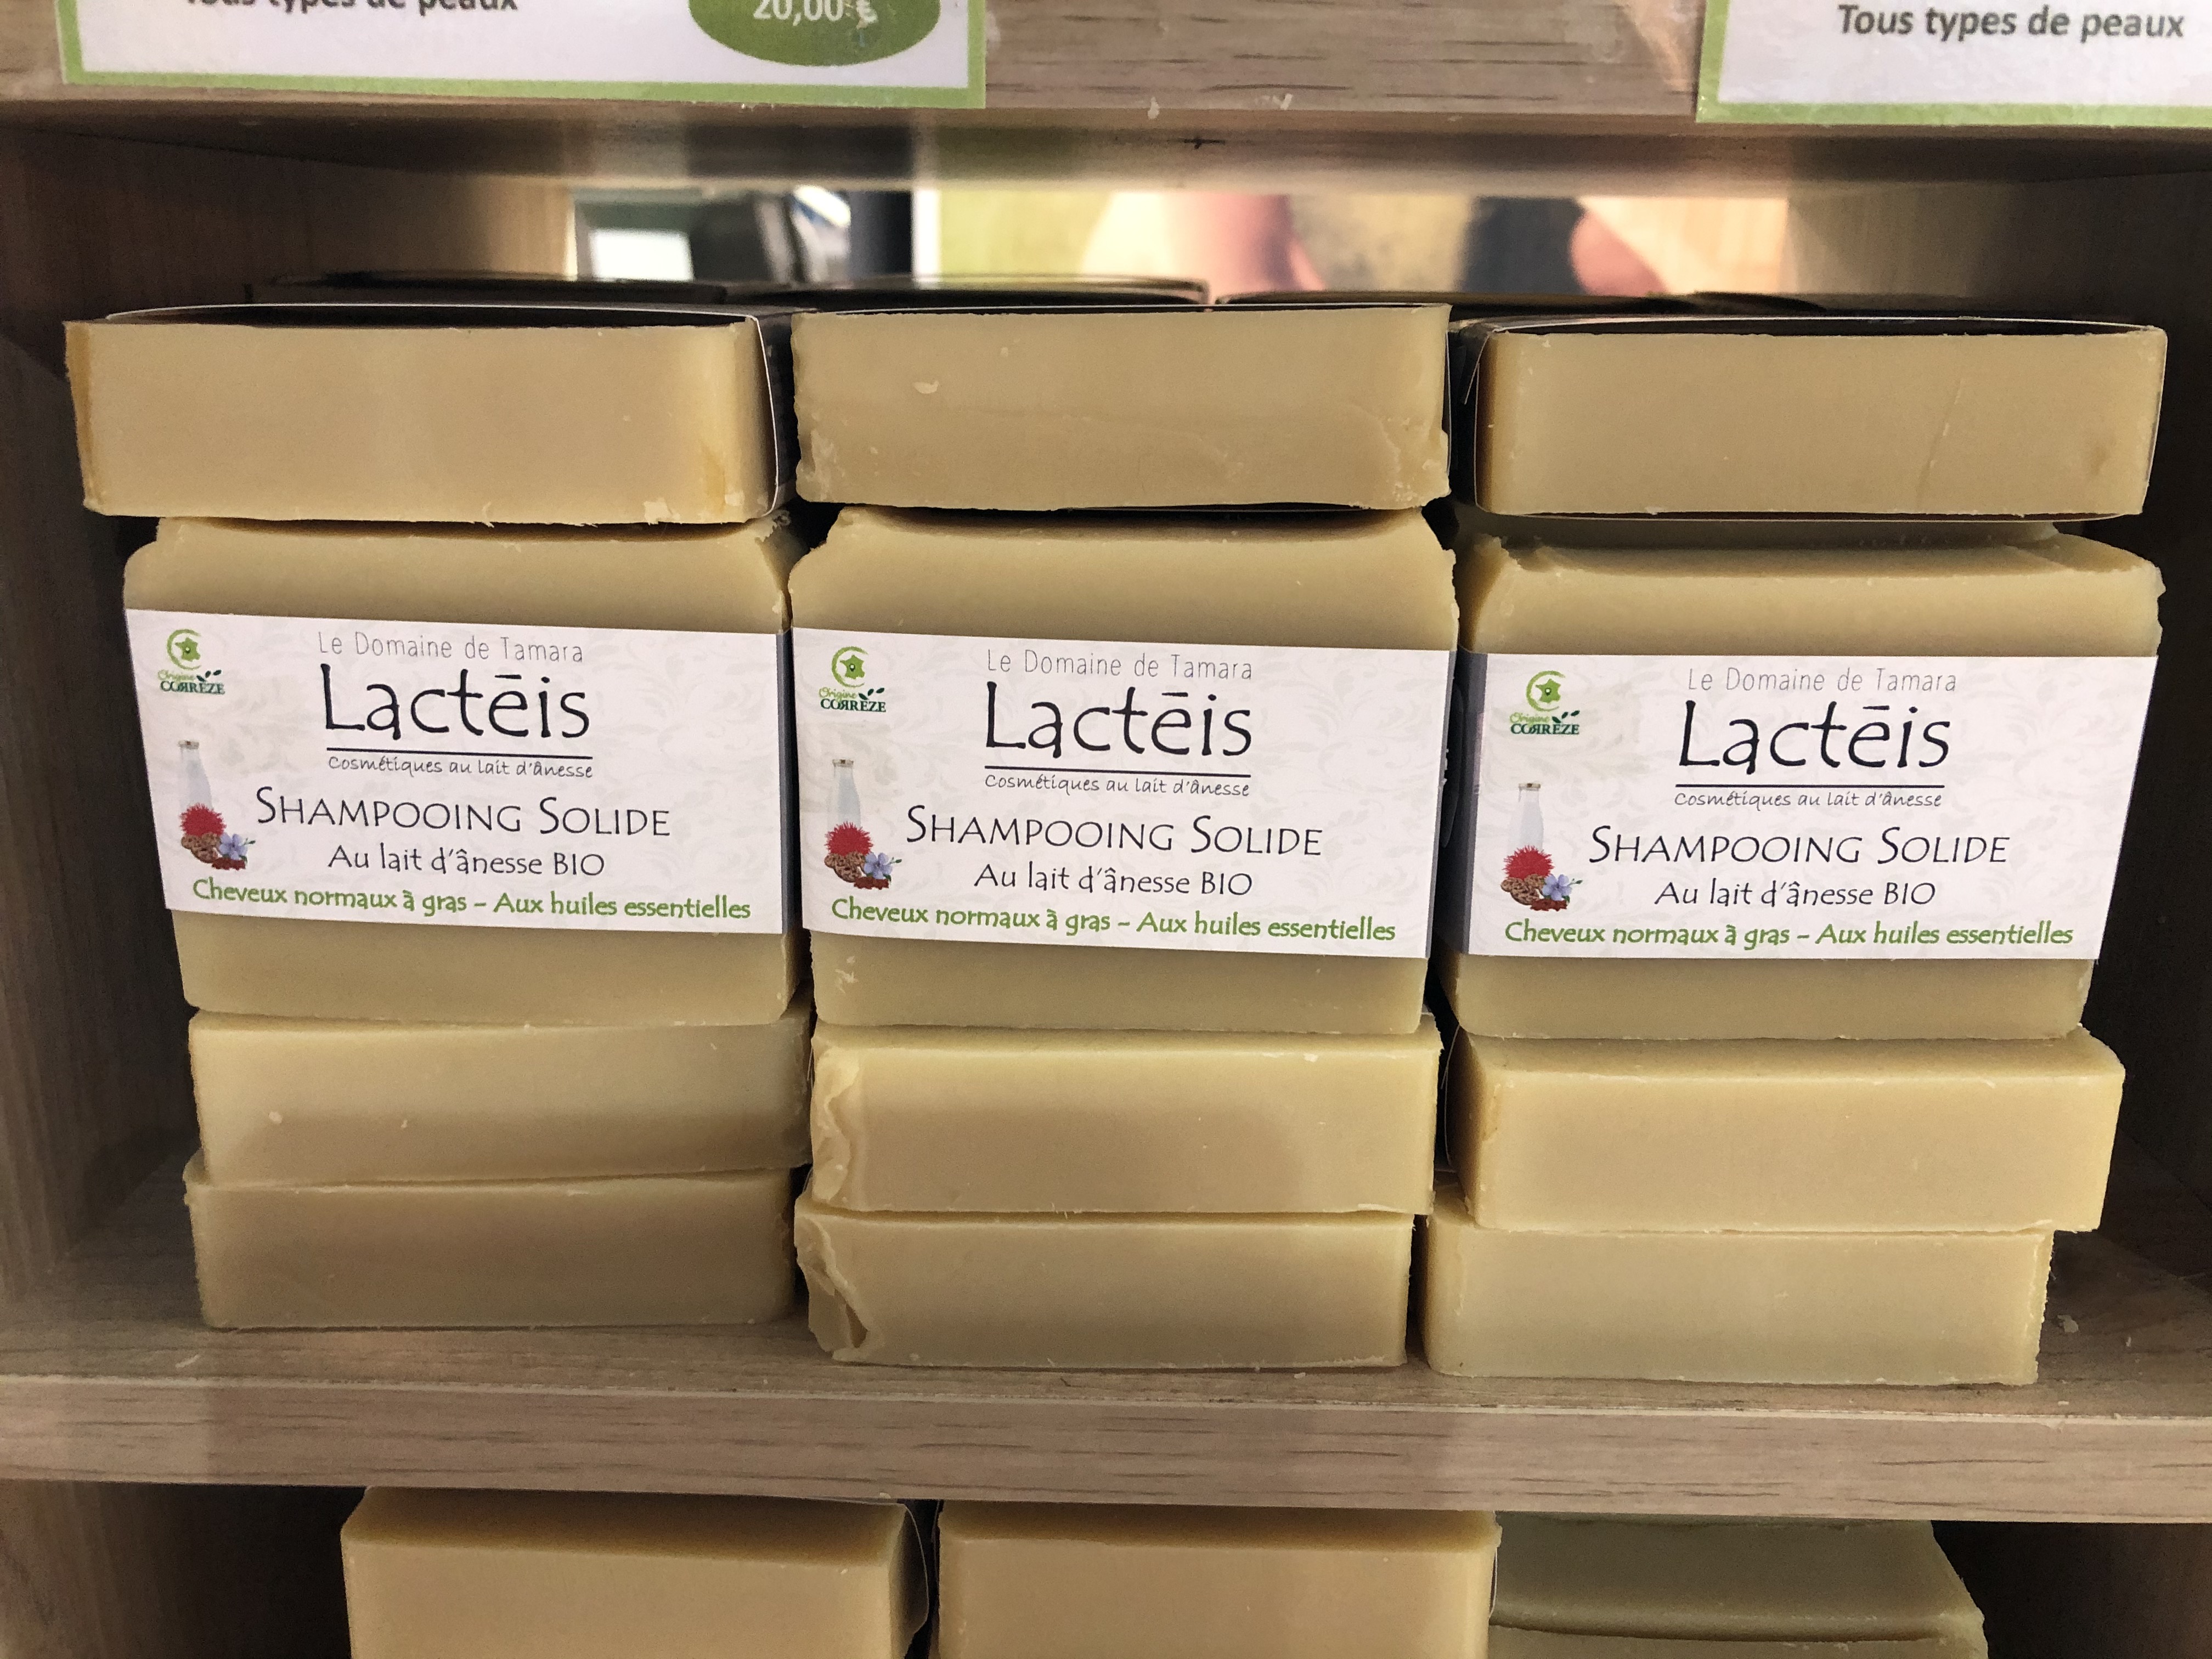 Tous types de peaux
20,00 €
Tous types de peaux
Le Domaine de Tamara
Lactēis
Cosmétiques au lait d'ânesse
SHAMPOOING SOLIDE
Au lait d'ânesse BIO
Cheveux normaux à gras – Aux huiles essentielles
Origine
CORRÈZE
Le Domaine de Tamara
Lactēis
Cosmétiques au lait d'ânesse
SHAMPOOING SOLIDE
Au lait d'ânesse BIO
Cheveux normaux à gras – Aux huiles essentielles
Origine
CORRÈZE
Le Domaine de Tamara
Lactēis
Cosmétiques au lait d'ânesse
SHAMPOOING SOLIDE
Au lait d'ânesse BIO
Cheveux normaux à gras – Aux huiles essentielles
Origine
CORRÈZE